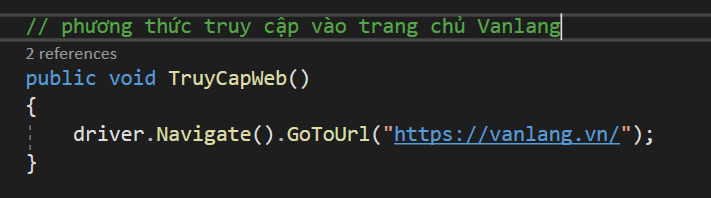 // phương thức truy cập vào trang chủ Vanlang
2 references
public void TruyCapWeb()
{
driver.Navigate().GoToUrl("https://vanlang.vn/");
}